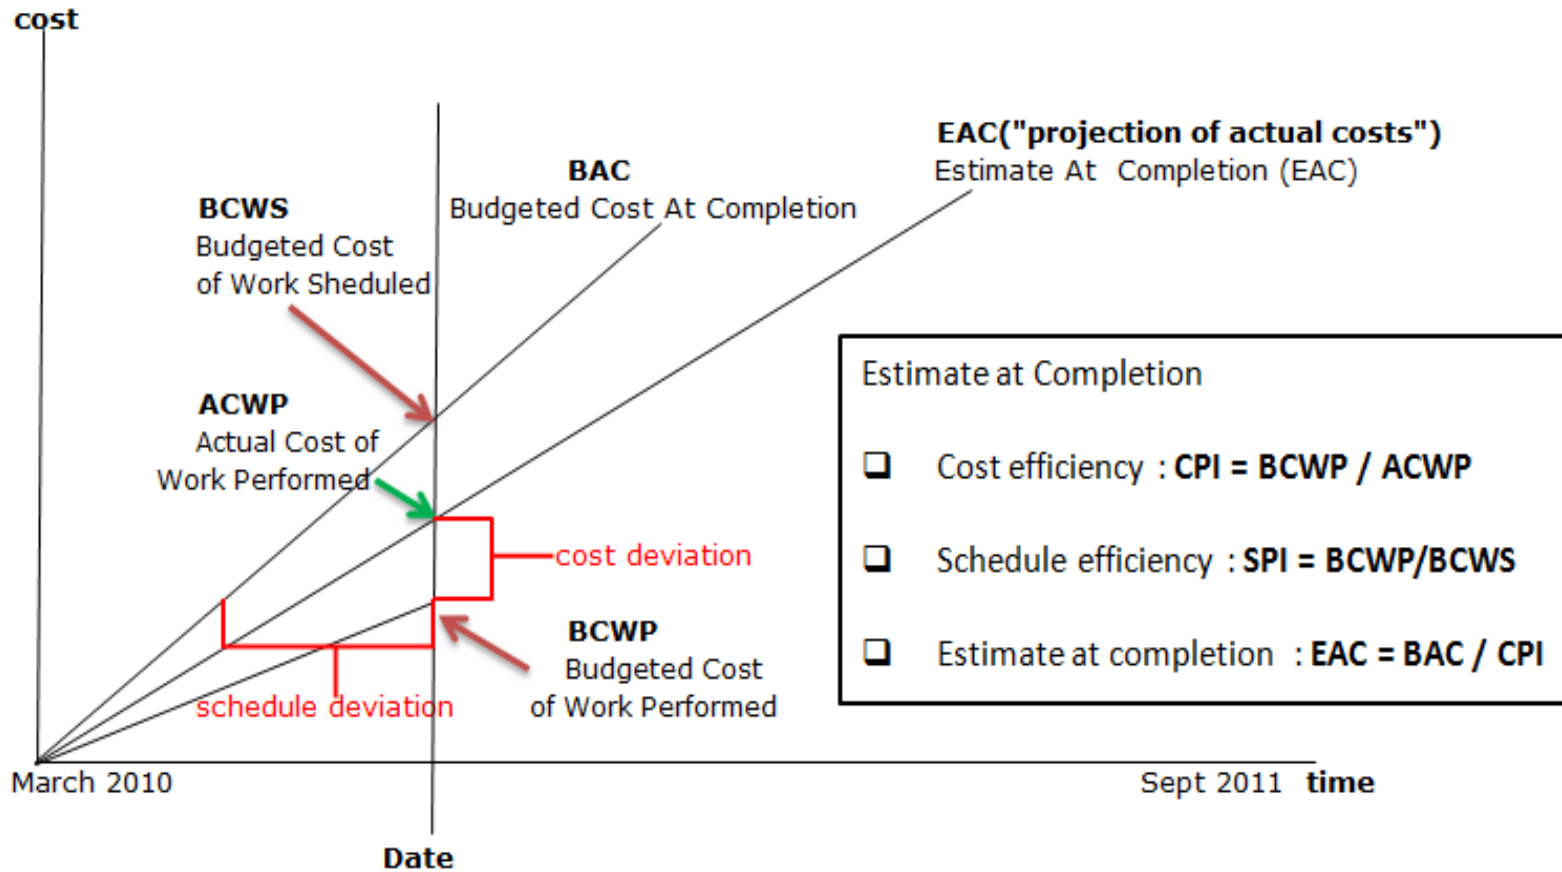 cost
EAC("projection of actual costs")
Estimate At Completion (EAC)
BAC
Budgeted Cost At Completion
BCWS
Budgeted Cost
of Work Sheduled
ACWP
Actual Cost of
Work Performed
cost deviation
BCWP
Budgeted Cost
of Work Performed
schedule deviation
Estimate at Completion
❑ Cost efficiency : CPI = BCWP / ACWP
❑ Schedule efficiency : SPI = BCWP/BCWS
❑ Estimate at completion : EAC = BAC / CPI
March 2010
Sept 2011 time
Date